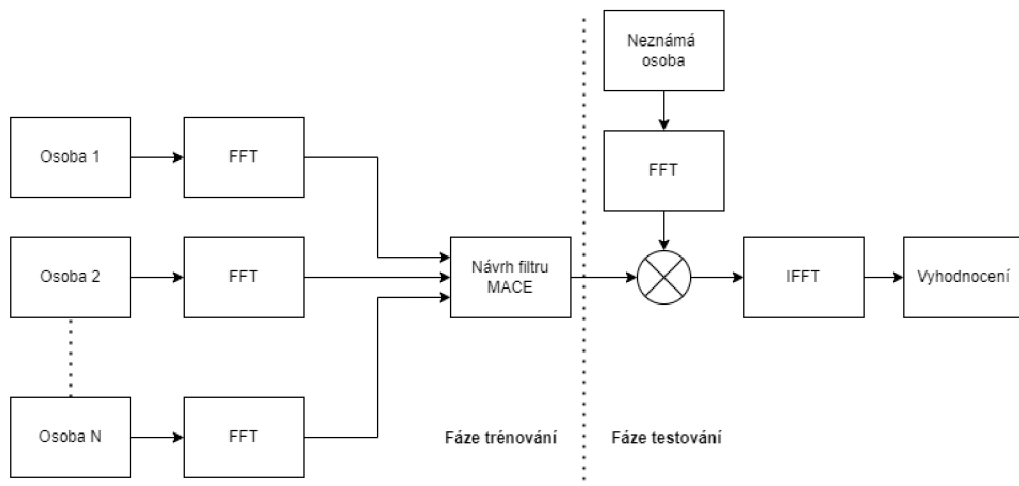 Neznámá
osoba
Osoba 1
FFT
FFT
Osoba 2
FFT
Návrh filtru
MACE
IFFT
Vyhodnocení
Osoba N
FFT
Fáze trénování
Fáze testování